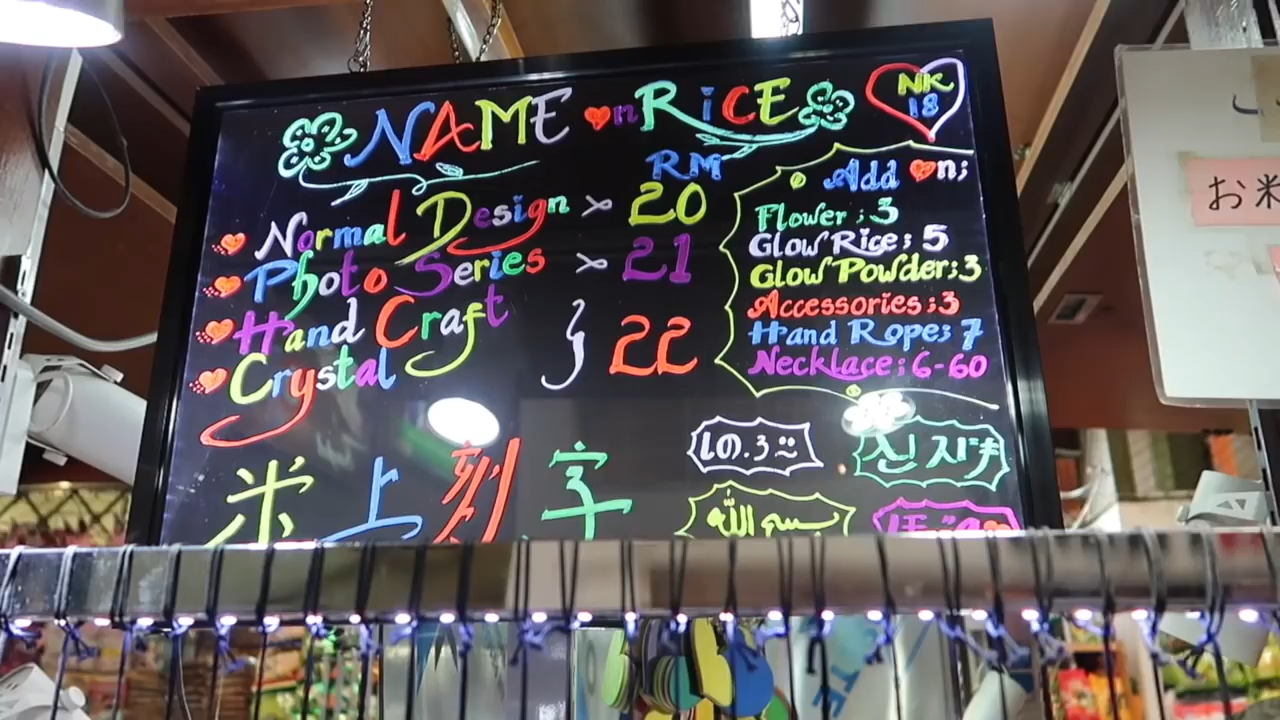 NAME on RiCE
NK
18
RM
Normal Design × 20
Photo Series × 21
Hand Craft
Crystal
} 22
Add on;
Flower ; 3
Glow Rice ; 5
Glow Powder ; 3
Accessories ; 3
Hand Rope ; 7
Necklace ; 6-60
米上刻字
بسم الله
お米